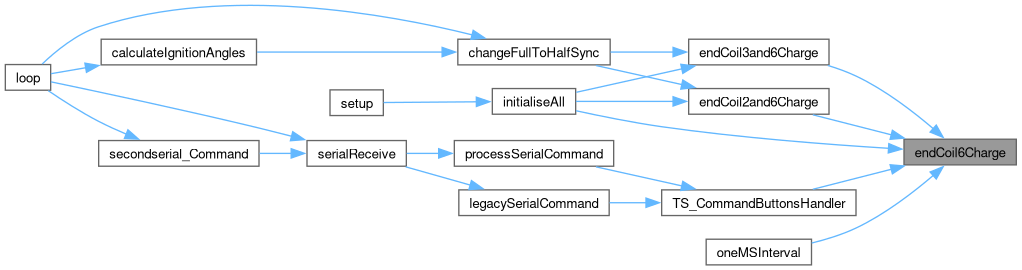 loop
calculateIgnitionAngles
changeFullToHalfSync
endCoil3and6Charge
setup
initialiseAll
endCoil2and6Charge
secondserial_Command
serialReceive
processSerialCommand
endCoil6Charge
legacySerialCommand
TS_CommandButtonsHandler
oneMSInterval